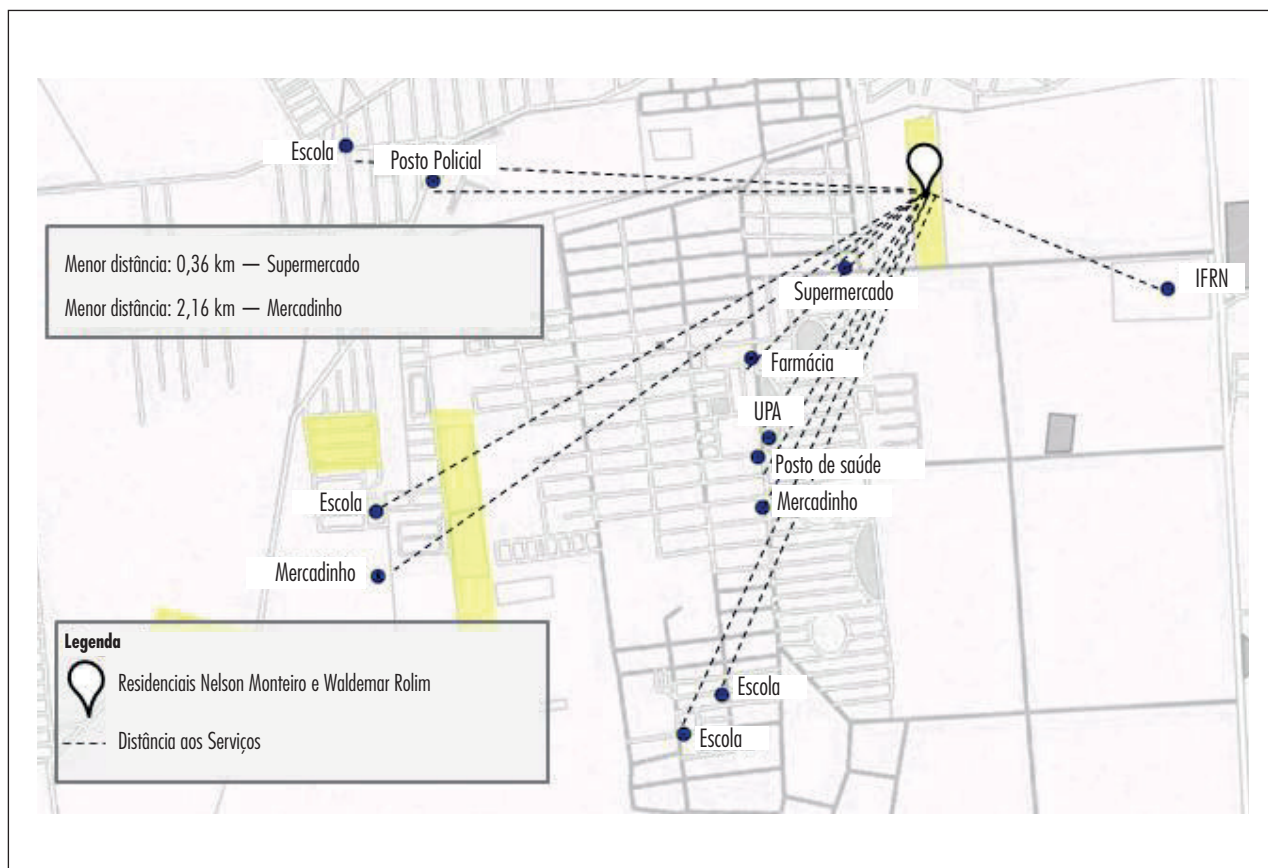 Escola
Posto Policial
Menor distância: 0,36 km — Supermercado
Menor distância: 2,16 km — Mercadinho
IFRN
Supermercado
Farmácia
UPA
Posto de saúde
Escola
Mercadinho
Mercadinho
Legenda
Residenciais Nelson Monteiro e Waldemar Rolim
Distância aos Serviços
Escola
Escola